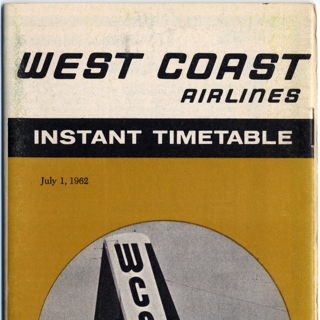 WEST COAST
AIRLINES
INSTANT TIMETABLE
July 1, 1962
WC